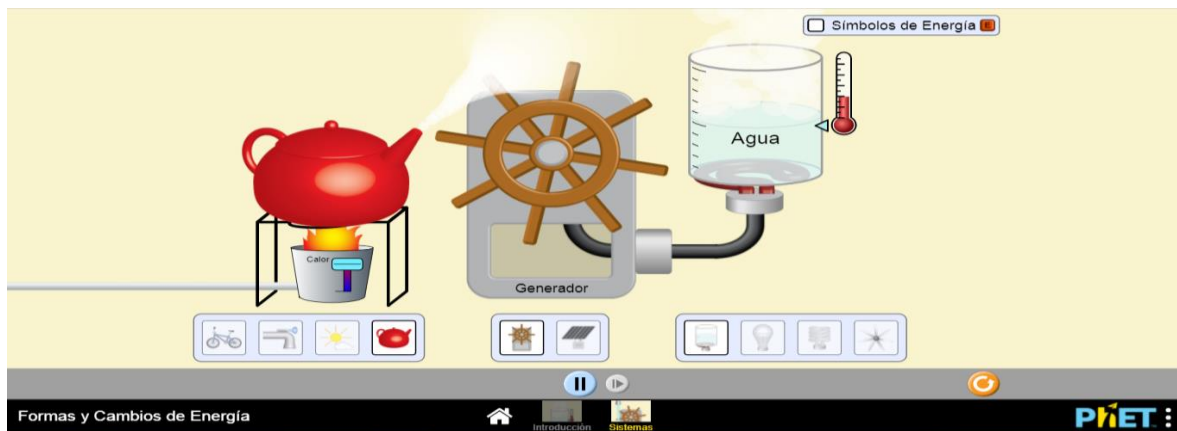 Símbolos de Energía E
Agua
Calor
Generador
Formas y Cambios de Energía
Introducción
Sistemas
PhET